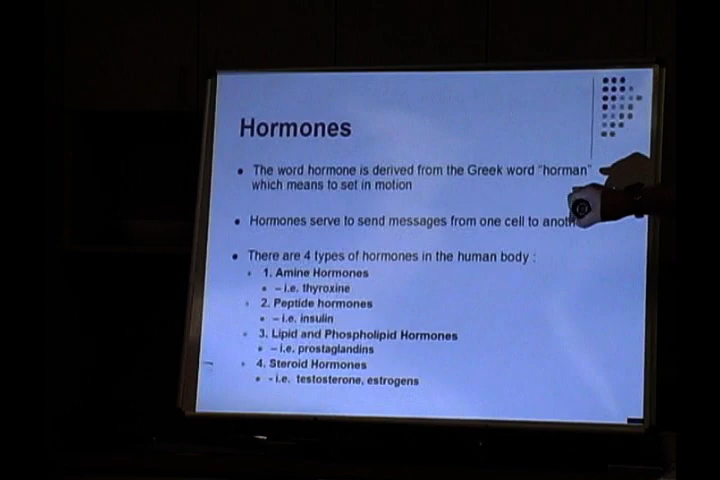 Hormones
• The word hormone is derived from the Greek word "horman"
which means to set in motion
• Hormones serve to send messages from one cell to anoth
• There are 4 types of hormones in the human body :
• 1. Amine Hormones
• – i.e. thyroxine
• 2. Peptide hormones
• – i.e. insulin
• 3. Lipid and Phospholipid Hormones
• – i.e. prostaglandins
• 4. Steroid Hormones
• - i.e. testosterone, estrogens